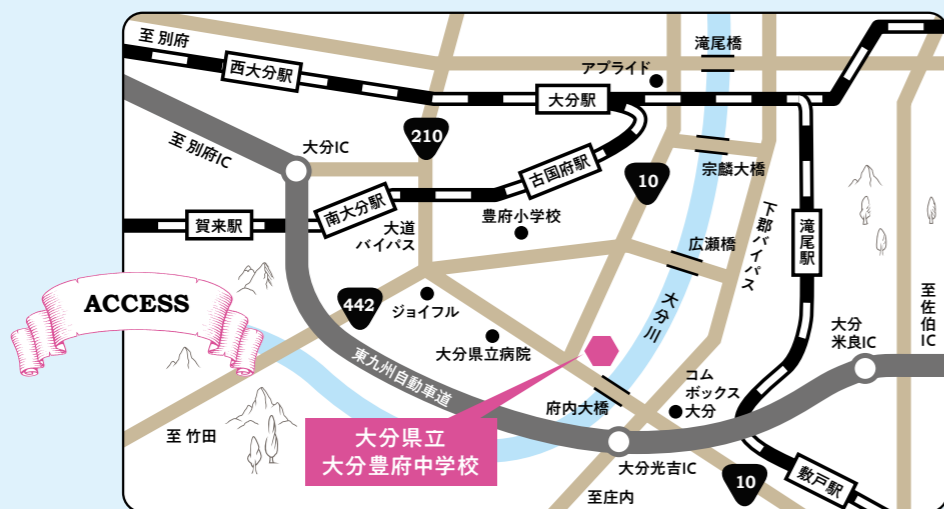 至 別府
西大分駅
アプライド
滝尾橋
大分駅
至 別府IC
大分IC
210
古国府駅
10
宗麟大橋
賀来駅
南大分駅
大道
バイパス
豊府小学校
広瀬橋
下郡バイパス
滝尾駅
ACCESS
442
ジョイフル
大分県立病院
大分川
大分
米良IC
至佐伯IC
東九州自動車道
府内大橋
コム
ボックス
大分
至 竹田
大分県立
大分豊府中学校
大分光吉IC
至庄内
10
敷戸駅